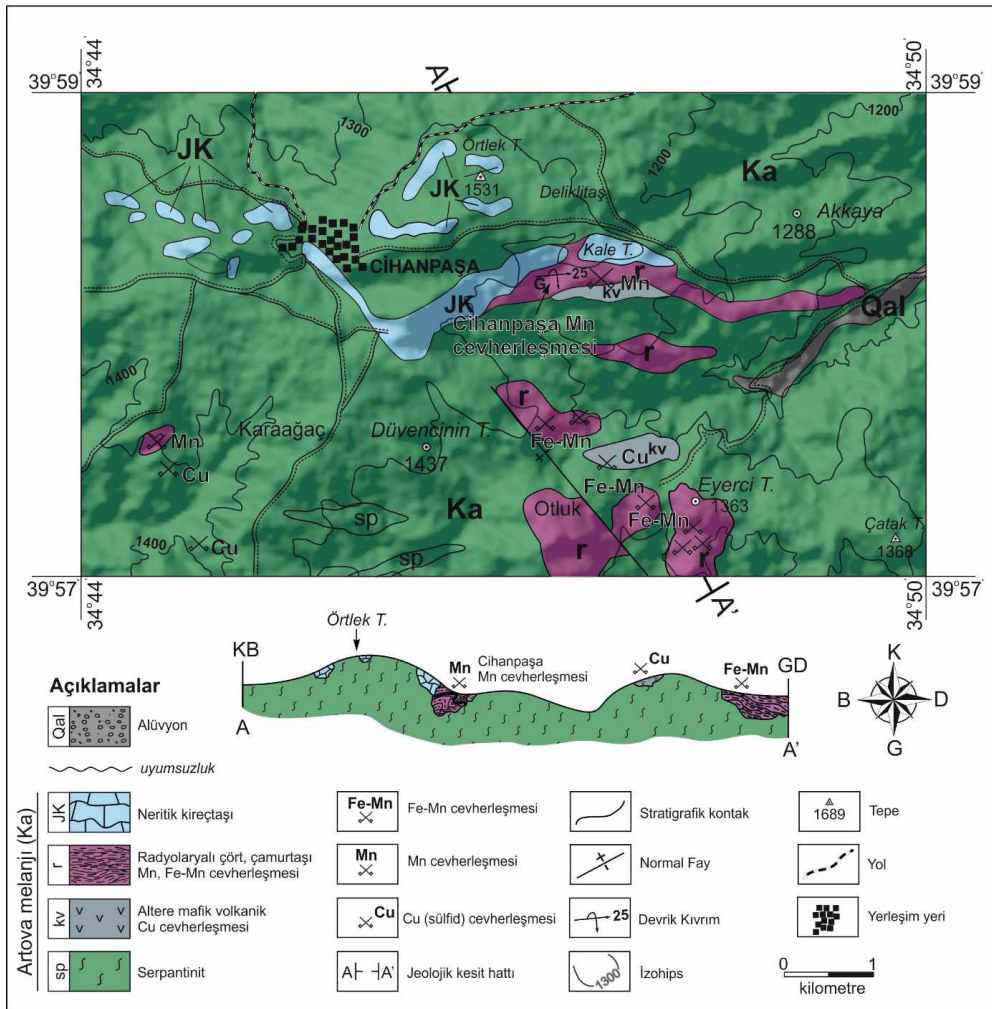 34°44'
34°50'
39°59'
39°59'
A
1300
1200
1200
JK
Örtlek T.
1531
JK
Deliklitaş
Ka
Akkaya
1288
CİHANPAŞA
Kale T.
r
G
25
Mn
kv
JK
Qal
Cihanpaşa Mn
cevherleşmesi
r
1400
r
Karaağaç
Düvencinin T.
1437
Fe-Mn
Mn
Cu
Cu
kv
Fe-Mn
Eyerci T.
1363
Ka
sp
Otluk
Fe-Mn
Çatak T.
1368
1400
Cu
sp
r
r
39°57'
39°57'
34°44'
34°50'
A'
Örtlek T.
KB
Mn
Cihanpaşa
Mn cevherleşmesi
Cu
Fe-Mn
GD
A
A'
K
B
D
G
Açıklamalar
Qal
Alüvyon
uyumsuzluk
Artova melanjı (Ka)
JK
Neritik kireçtaşı
r
Radyolaryalı çört, çamurtaşı
Mn, Fe-Mn cevherleşmesi
kv
Altere mafik volkanik
Cu cevherleşmesi
sp
Serpantinit
Fe-Mn
Fe-Mn cevherleşmesi
Mn
Mn cevherleşmesi
Cu
Cu (sülfid) cevherleşmesi
A
A'
Jeolojik kesit hattı
Stratigrafik kontak
Normal Fay
25
Devrik Kıvrım
1300
İzohips
1689
Tepe
Yol
Yerleşim yeri
0
1
kilometre